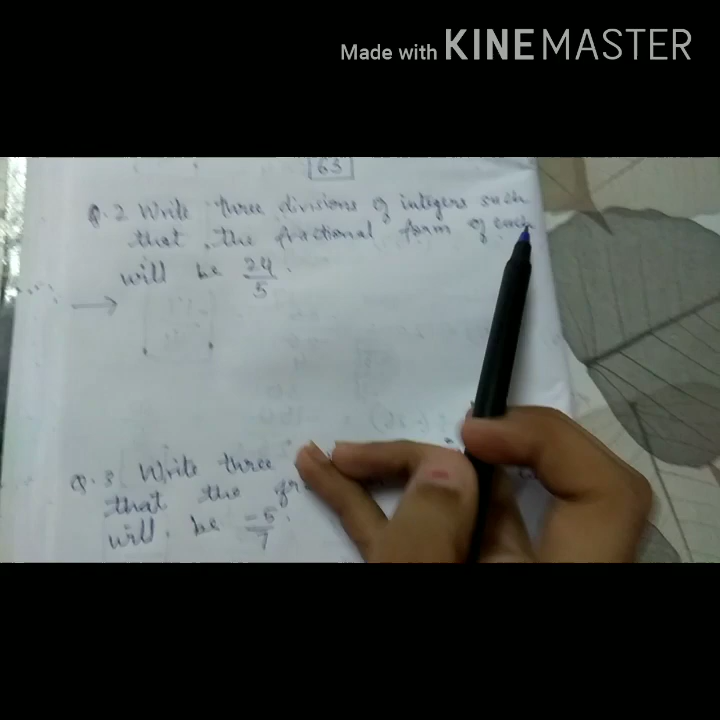 Made with KINEMASTER
63
Q.2 Write three divisions of integers such
that the fractional form of each
will be 24/5.
→
Q.3 Write three
that the
will be -5/7.